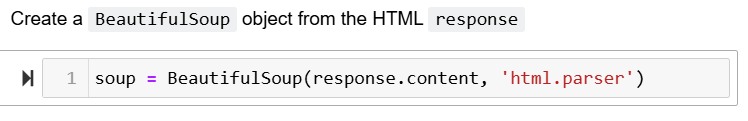 Create a BeautifulSoup object from the HTML response
1 soup = BeautifulSoup(response.content, 'html.parser')